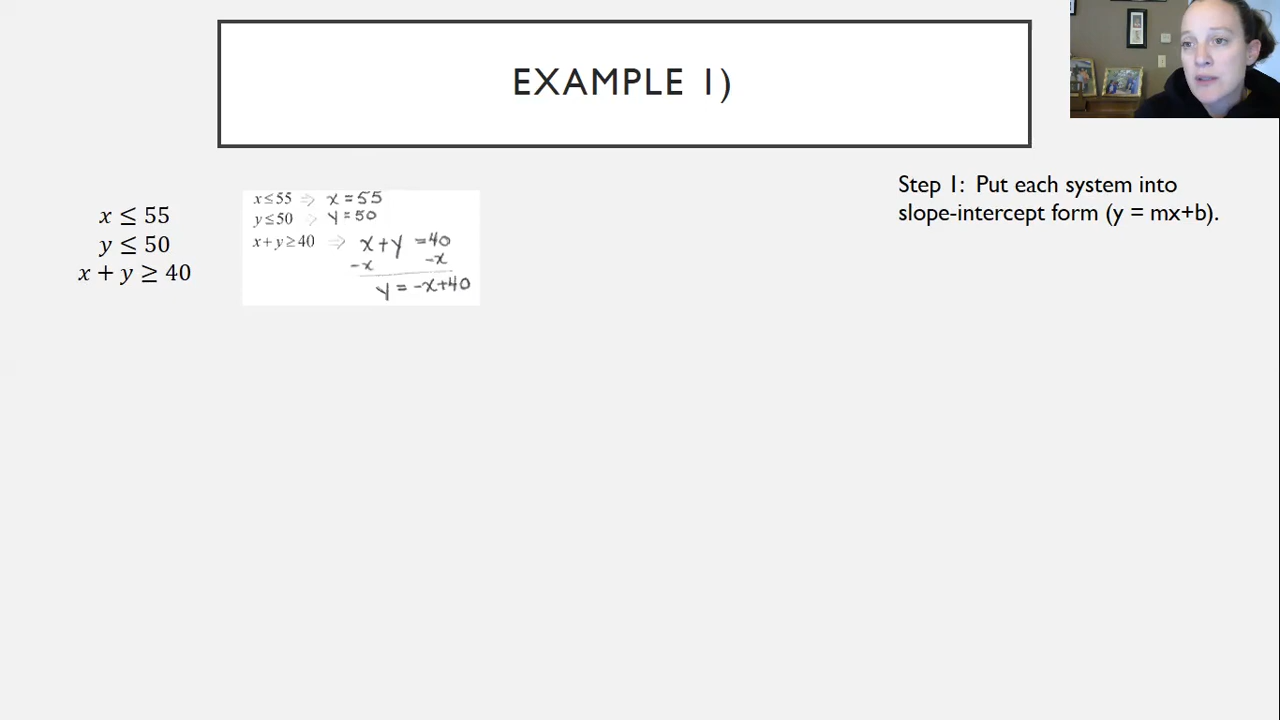 EXAMPLE 1)
x ≤ 55
y ≤ 50
x + y ≥ 40
x ≤ 55 ⇒ x = 55
y ≤ 50 ⇒ y = 50
x + y ≥ 40 ⇒ x + y = 40
-x -x
y = -x+40
Step 1: Put each system into
slope-intercept form (y = mx+b).